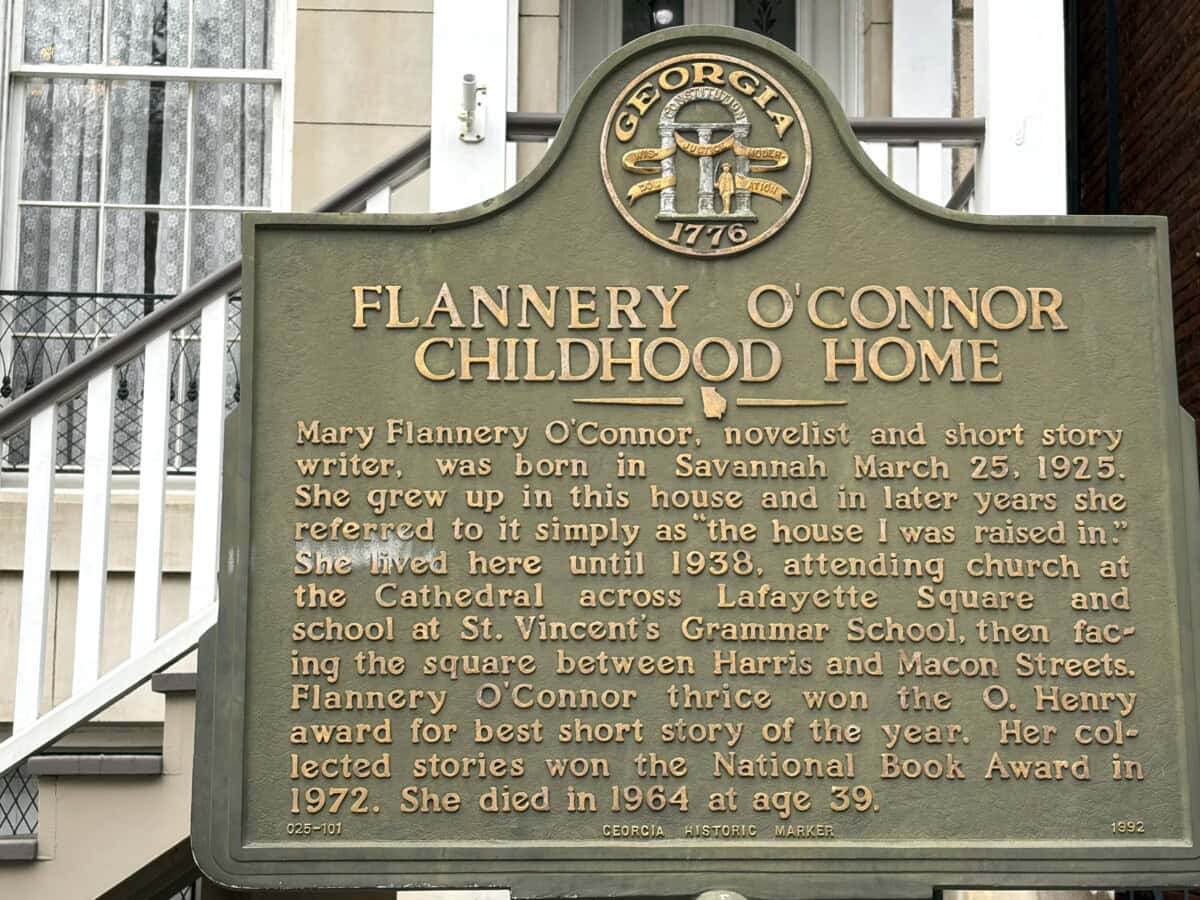 GEORGIA
CONSTITUTION
WIS JUSTICE MODER
DOM ATION
1776
FLANNERY O'CONNOR
CHILDHOOD HOME
Mary Flannery O'Connor, novelist and short story
writer, was born in Savannah March 25, 1925.
She grew up in this house and in later years she
referred to it simply as "the house I was raised in."
She lived here until 1938, attending church at
the Cathedral across Lafayette Square and
school at St. Vincent's Grammar School, then fac-
ing the square between Harris and Macon Streets.
Flannery O'Connor thrice won the O. Henry
award for best short story of the year. Her col-
lected stories won the National Book Award in
1972. She died in 1964 at age 39.
025-101 GEORGIA HISTORIC MARKER 1992